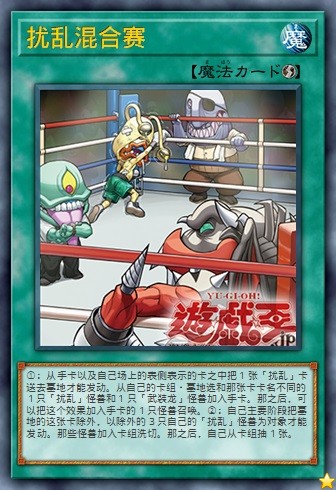 扰乱混合赛
魔
【魔法カード】
YU-GI-OH!
遊戯王
.jp
①：从手卡以及自己场上的表侧表示的卡之中把1张「扰乱」卡
送去墓地才能发动。从自己的卡组·墓地选和那张卡卡名不同的
1只「扰乱」怪兽和1只「武装龙」怪兽加入手卡。那之后，可
以把这个效果加入手卡的1只怪兽召唤。②：自己主要阶段把墓
地的这张卡除外，以除外的3只自己的「扰乱」怪兽为对象才能
发动。那些怪兽加入卡组洗切。那之后，自己从卡组抽1张。